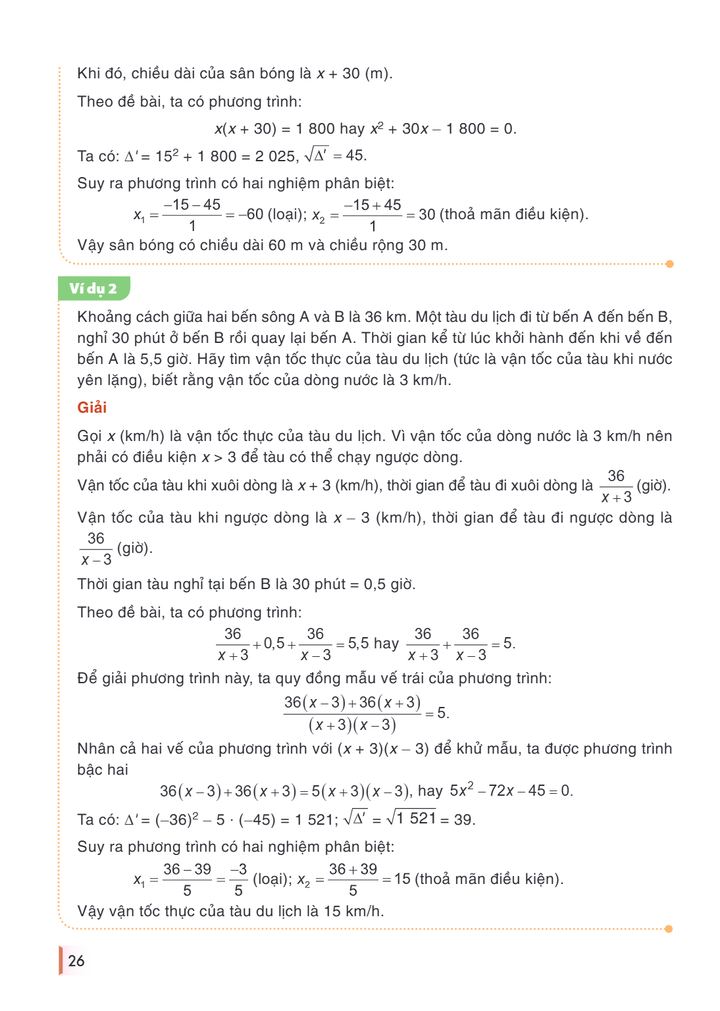 Khi đó, chiều dài của sân bóng là x + 30 (m).
Theo đề bài, ta có phương trình:
x(x + 30) = 1 800 hay x² + 30x – 1 800 = 0.
Ta có: Δ' = 15² + 1 800 = 2 025, √Δ' = 45.
Suy ra phương trình có hai nghiệm phân biệt:
x₁ = (−15 − 45)/1 = −60 (loại); x₂ = (−15 + 45)/1 = 30 (thoả mãn điều kiện).
Vậy sân bóng có chiều dài 60 m và chiều rộng 30 m.
Ví dụ 2
Khoảng cách giữa hai bến sông A và B là 36 km. Một tàu du lịch đi từ bến A đến bến B,
nghỉ 30 phút ở bến B rồi quay lại bến A. Thời gian kể từ lúc khởi hành đến khi về đến
bến A là 5,5 giờ. Hãy tìm vận tốc thực của tàu du lịch (tức là vận tốc của tàu khi nước
yên lặng), biết rằng vận tốc của dòng nước là 3 km/h.
Giải
Gọi x (km/h) là vận tốc thực của tàu du lịch. Vì vận tốc của dòng nước là 3 km/h nên
phải có điều kiện x > 3 để tàu có thể chạy ngược dòng.
Vận tốc của tàu khi xuôi dòng là x + 3 (km/h), thời gian để tàu đi xuôi dòng là 36/(x + 3) (giờ).
Vận tốc của tàu khi ngược dòng là x – 3 (km/h), thời gian để tàu đi ngược dòng là
36/(x − 3) (giờ).
Thời gian tàu nghỉ tại bến B là 30 phút = 0,5 giờ.
Theo đề bài, ta có phương trình:
36/(x + 3) + 0,5 + 36/(x − 3) = 5,5 hay 36/(x + 3) + 36/(x − 3) = 5.
Để giải phương trình này, ta quy đồng mẫu vế trái của phương trình:
(36(x − 3) + 36(x + 3))/((x + 3)(x − 3)) = 5.
Nhân cả hai vế của phương trình với (x + 3)(x – 3) để khử mẫu, ta được phương trình
bậc hai
36(x − 3) + 36(x + 3) = 5(x + 3)(x − 3), hay 5x² − 72x − 45 = 0.
Ta có: Δ' = (–36)² – 5 · (–45) = 1 521; √Δ' = √1 521 = 39.
Suy ra phương trình có hai nghiệm phân biệt:
x₁ = (36 − 39)/5 = −3/5 (loại); x₂ = (36 + 39)/5 = 15 (thoả mãn điều kiện).
Vậy vận tốc thực của tàu du lịch là 15 km/h.
26